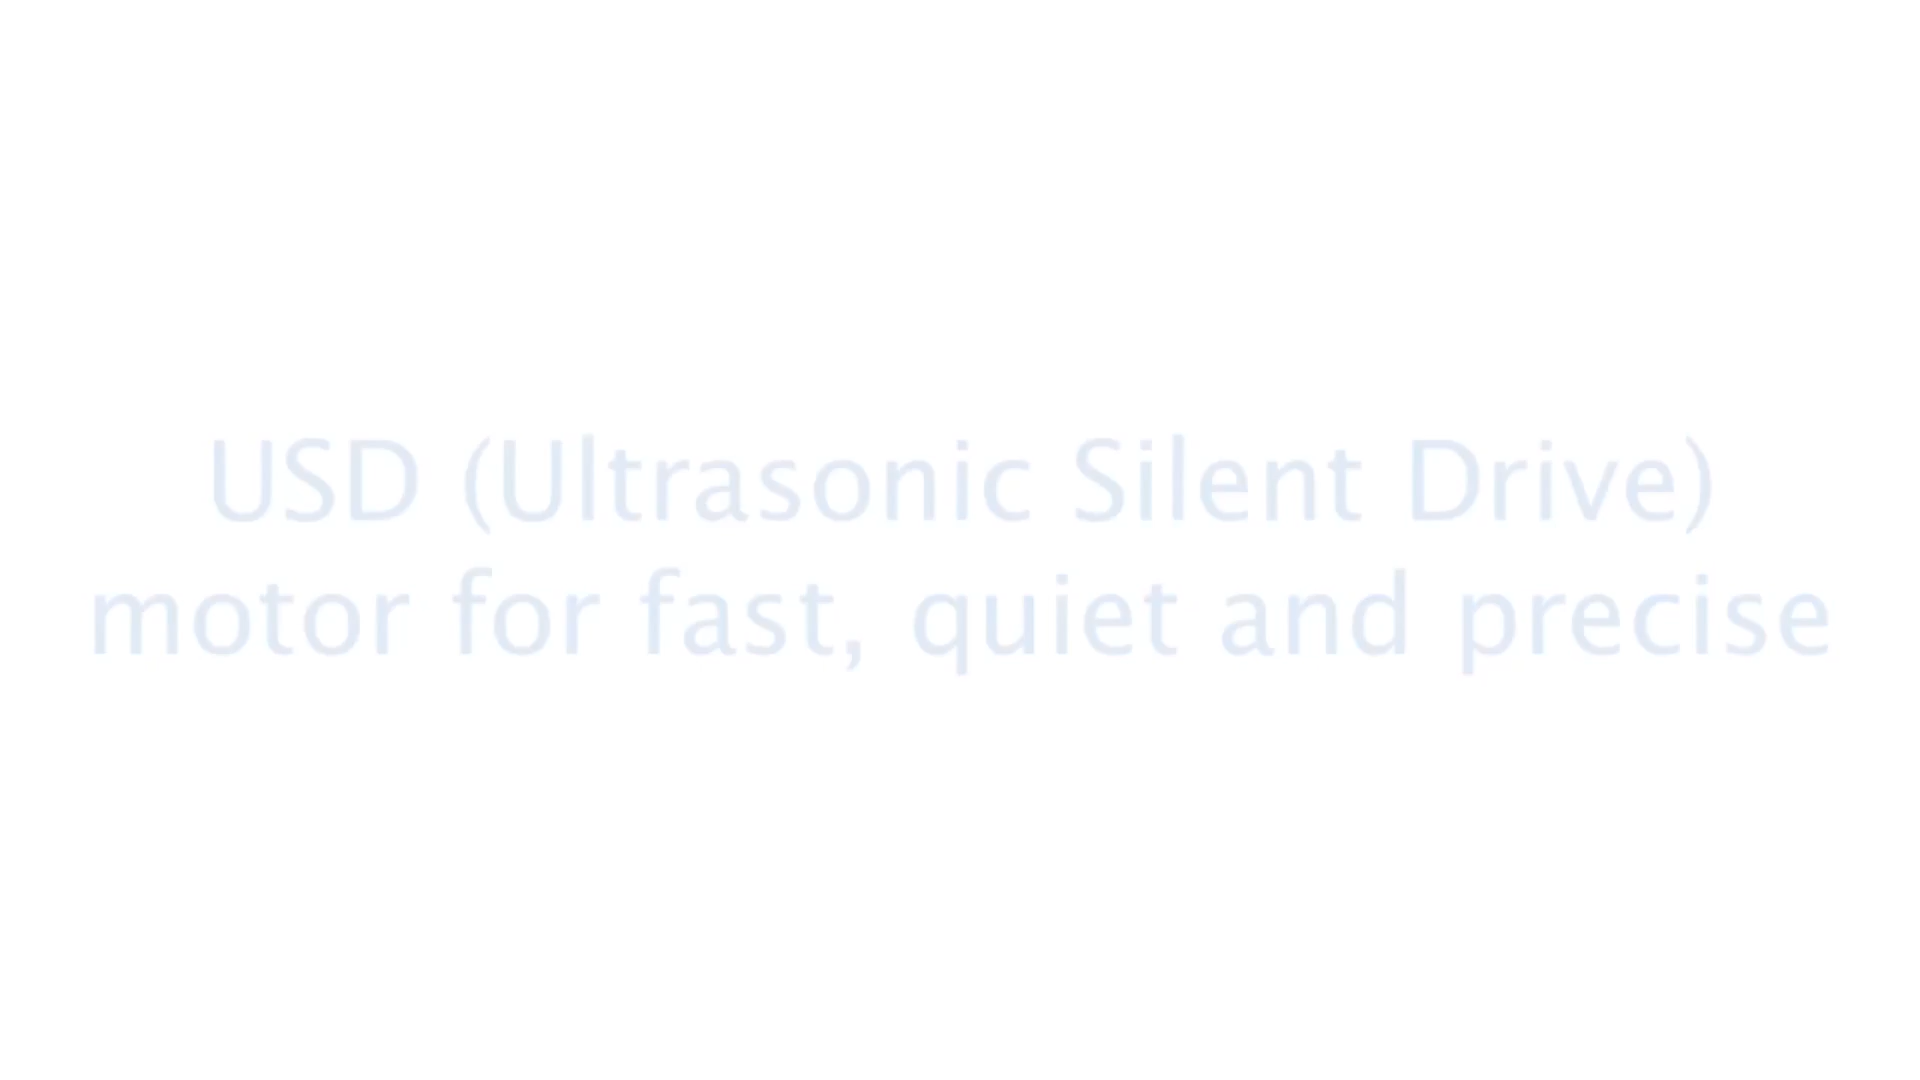 USD (Ultrasonic Silent Drive)
motor for fast, quiet and precise